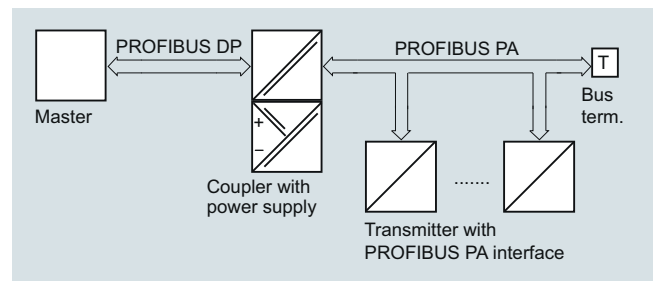 PROFIBUS DP
PROFIBUS PA
T
Master
Bus
term.
+
–
Coupler with
power supply
.......
Transmitter with
PROFIBUS PA interface